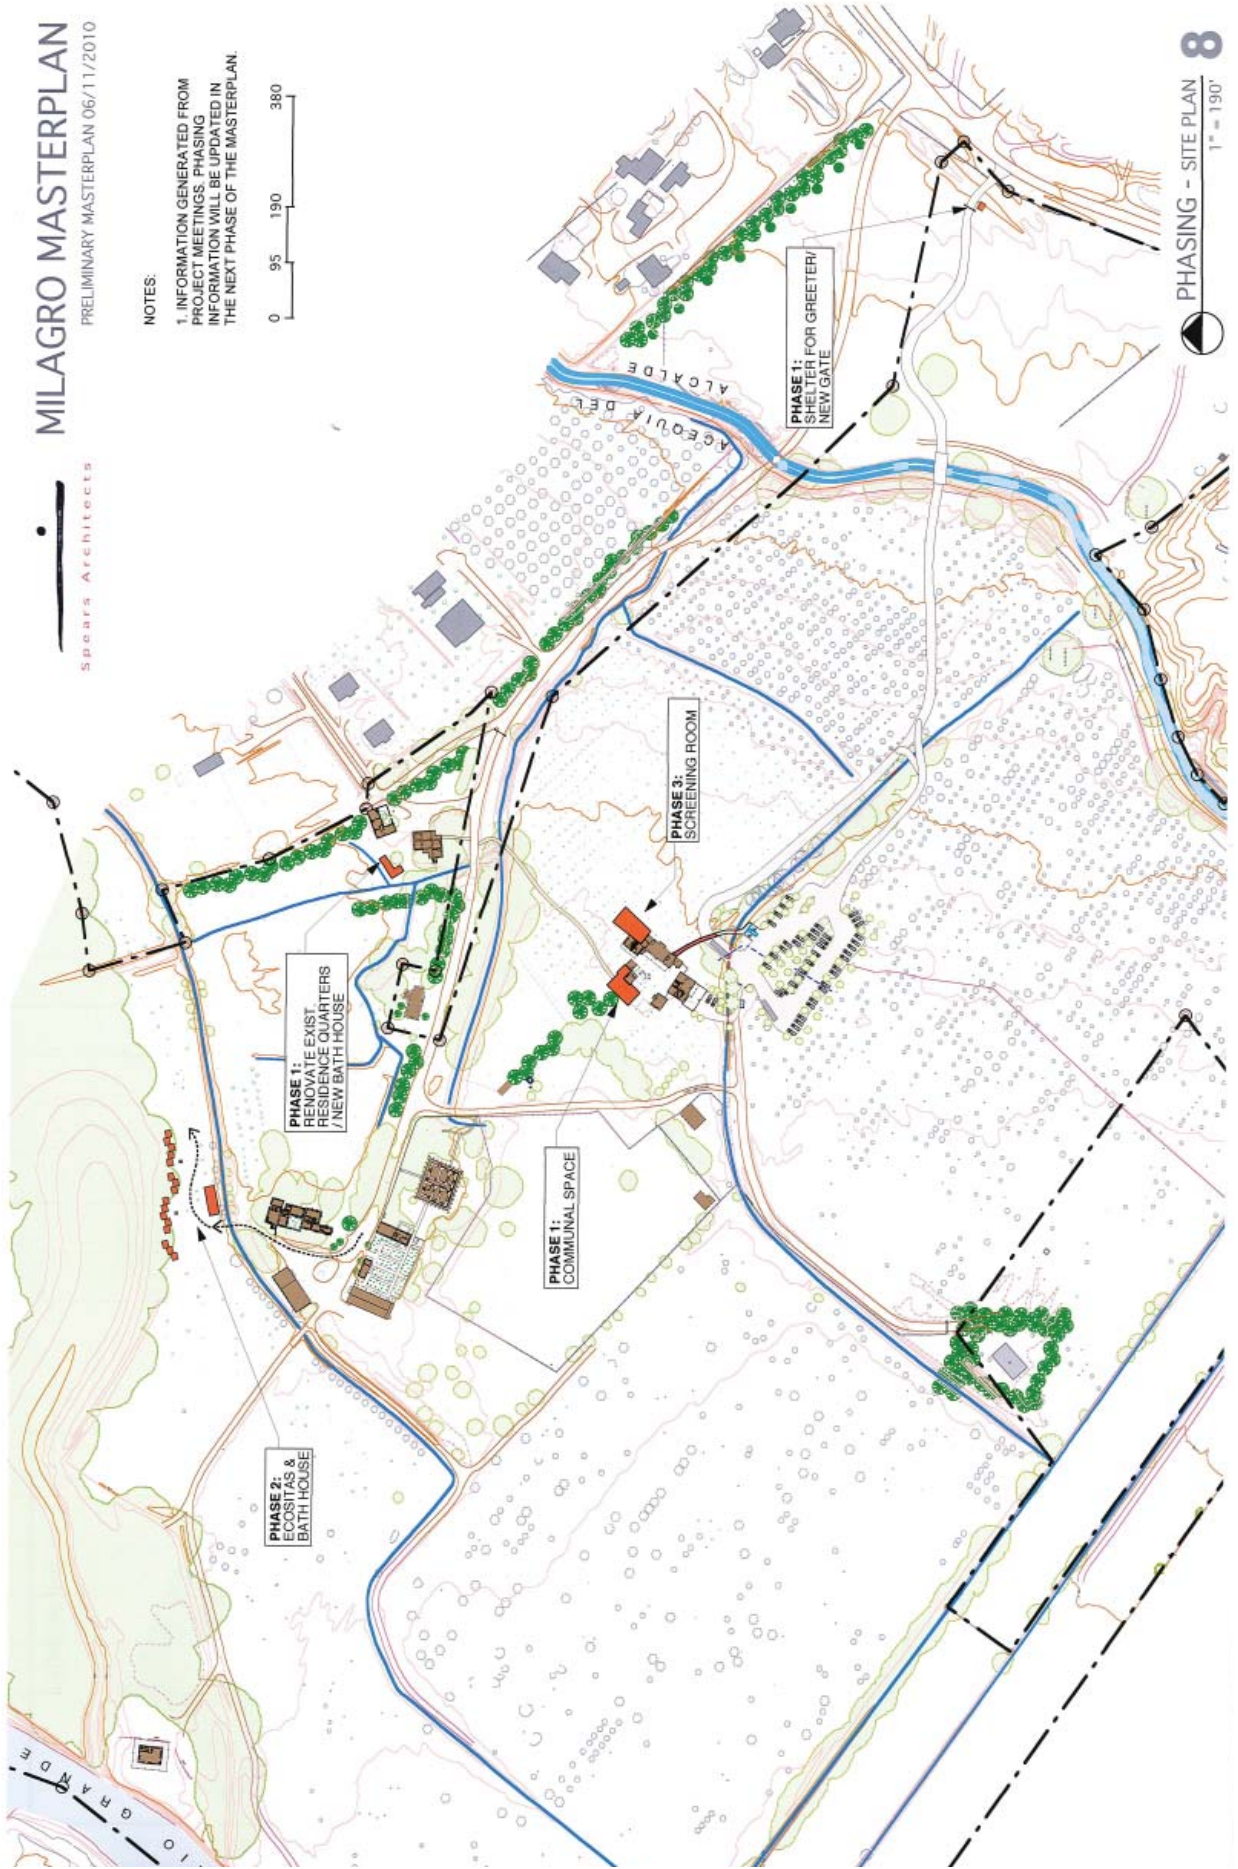 MILAGRO MASTERPLAN
PRELIMINARY MASTERPLAN 06/11/2010
Spears Architects
NOTES:
1. INFORMATION GENERATED FROM
PROJECT MEETINGS. PHASING
INFORMATION WILL BE UPDATED IN
THE NEXT PHASE OF THE MASTERPLAN.
0 95 190 380
PHASE 1:
RENOVATE EXIST.
RESIDENCE QUARTERS
/ NEW BATH HOUSE
PHASE 2:
ECOSITAS &
BATH HOUSE
PHASE 1:
COMMUNAL SPACE
PHASE 3:
SCREENING ROOM
PHASE 1:
SHELTER FOR GREETER/
NEW GATE
ACEQUIA DEL
ALCALDE
IO GRANDE
PHASING - SITE PLAN
1" = 190'
8